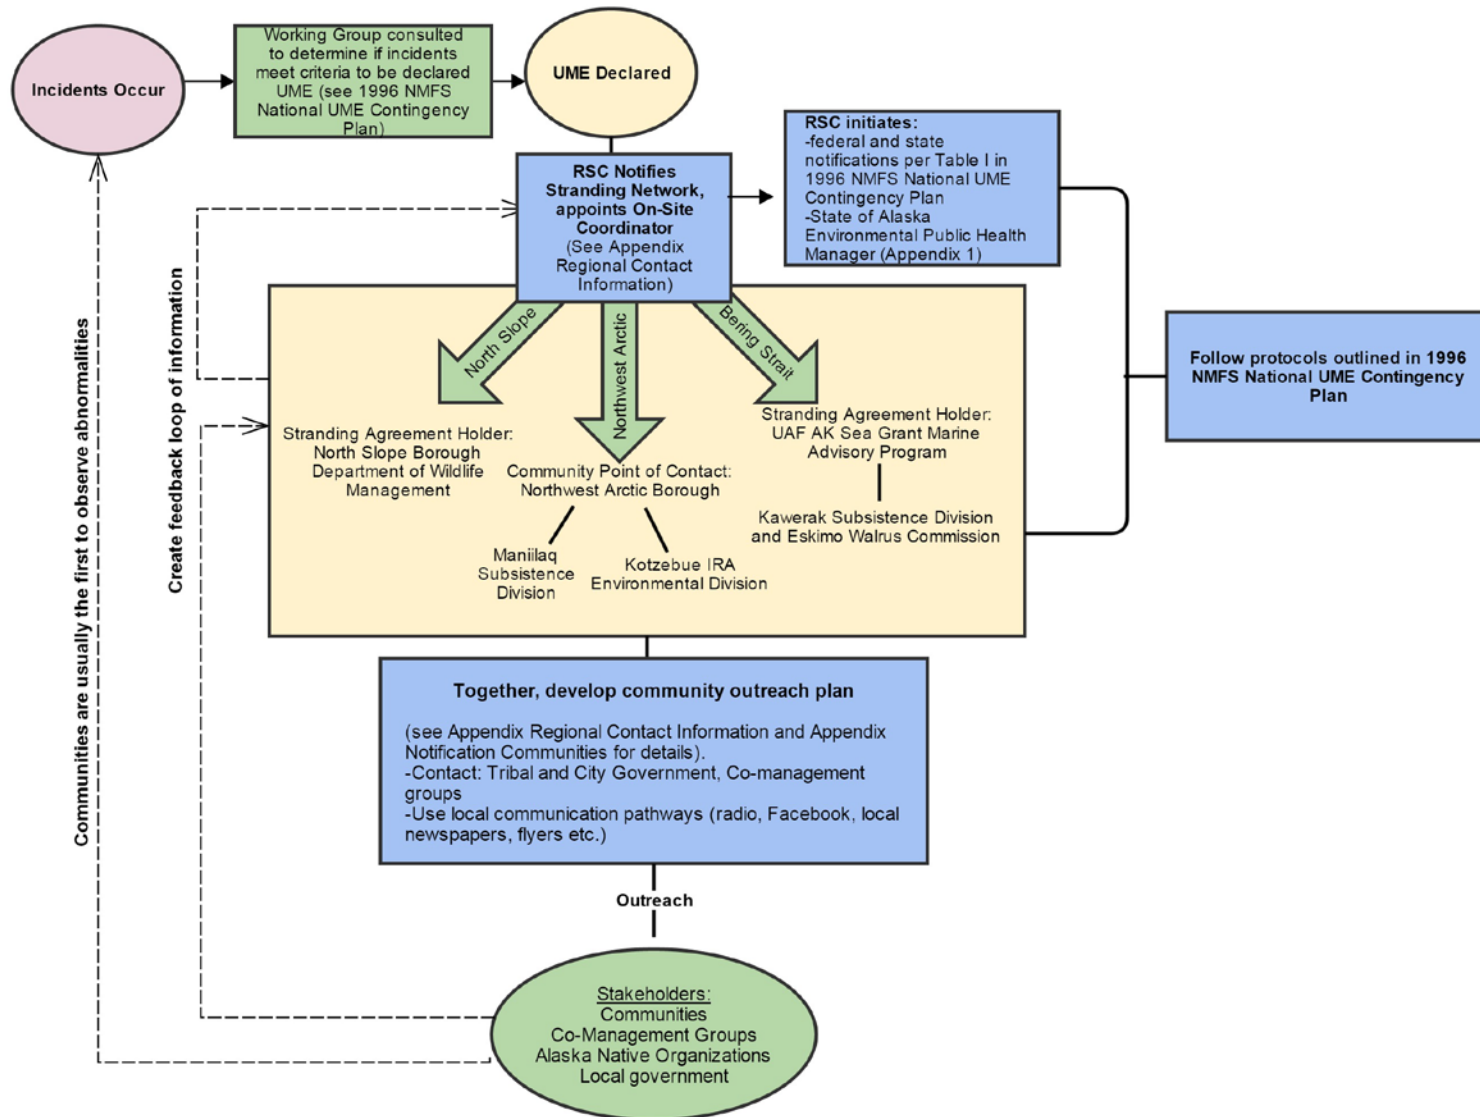 Incidents Occur
Working Group consulted
to determine if incidents
meet criteria to be declared
UME (see 1996 NMFS
National UME Contingency
Plan)
UME Declared
RSC Notifies
Stranding Network,
appoints On-Site
Coordinator
(See Appendix
Regional Contact
Information)
RSC initiates:
-federal and state
notifications per Table I in
1996 NMFS National UME
Contingency Plan
-State of Alaska
Environmental Public Health
Manager (Appendix 1)
Follow protocols outlined in 1996
NMFS National UME Contingency
Plan
North Slope
Northwest Arctic
Bering Strait
Stranding Agreement Holder:
North Slope Borough
Department of Wildlife
Management
Community Point of Contact:
Northwest Arctic Borough
Maniilaq
Subsistence
Division
Kotzebue IRA
Environmental Division
Stranding Agreement Holder:
UAF AK Sea Grant Marine
Advisory Program
Kawerak Subsistence Division
and Eskimo Walrus Commission
Together, develop community outreach plan
(see Appendix Regional Contact Information and Appendix
Notification Communities for details).
-Contact: Tribal and City Government, Co-management
groups
-Use local communication pathways (radio, Facebook, local
newspapers, flyers etc.)
Outreach
Stakeholders:
Communities
Co-Management Groups
Alaska Native Organizations
Local government
Create feedback loop of information
Communities are usually the first to observe abnormalities